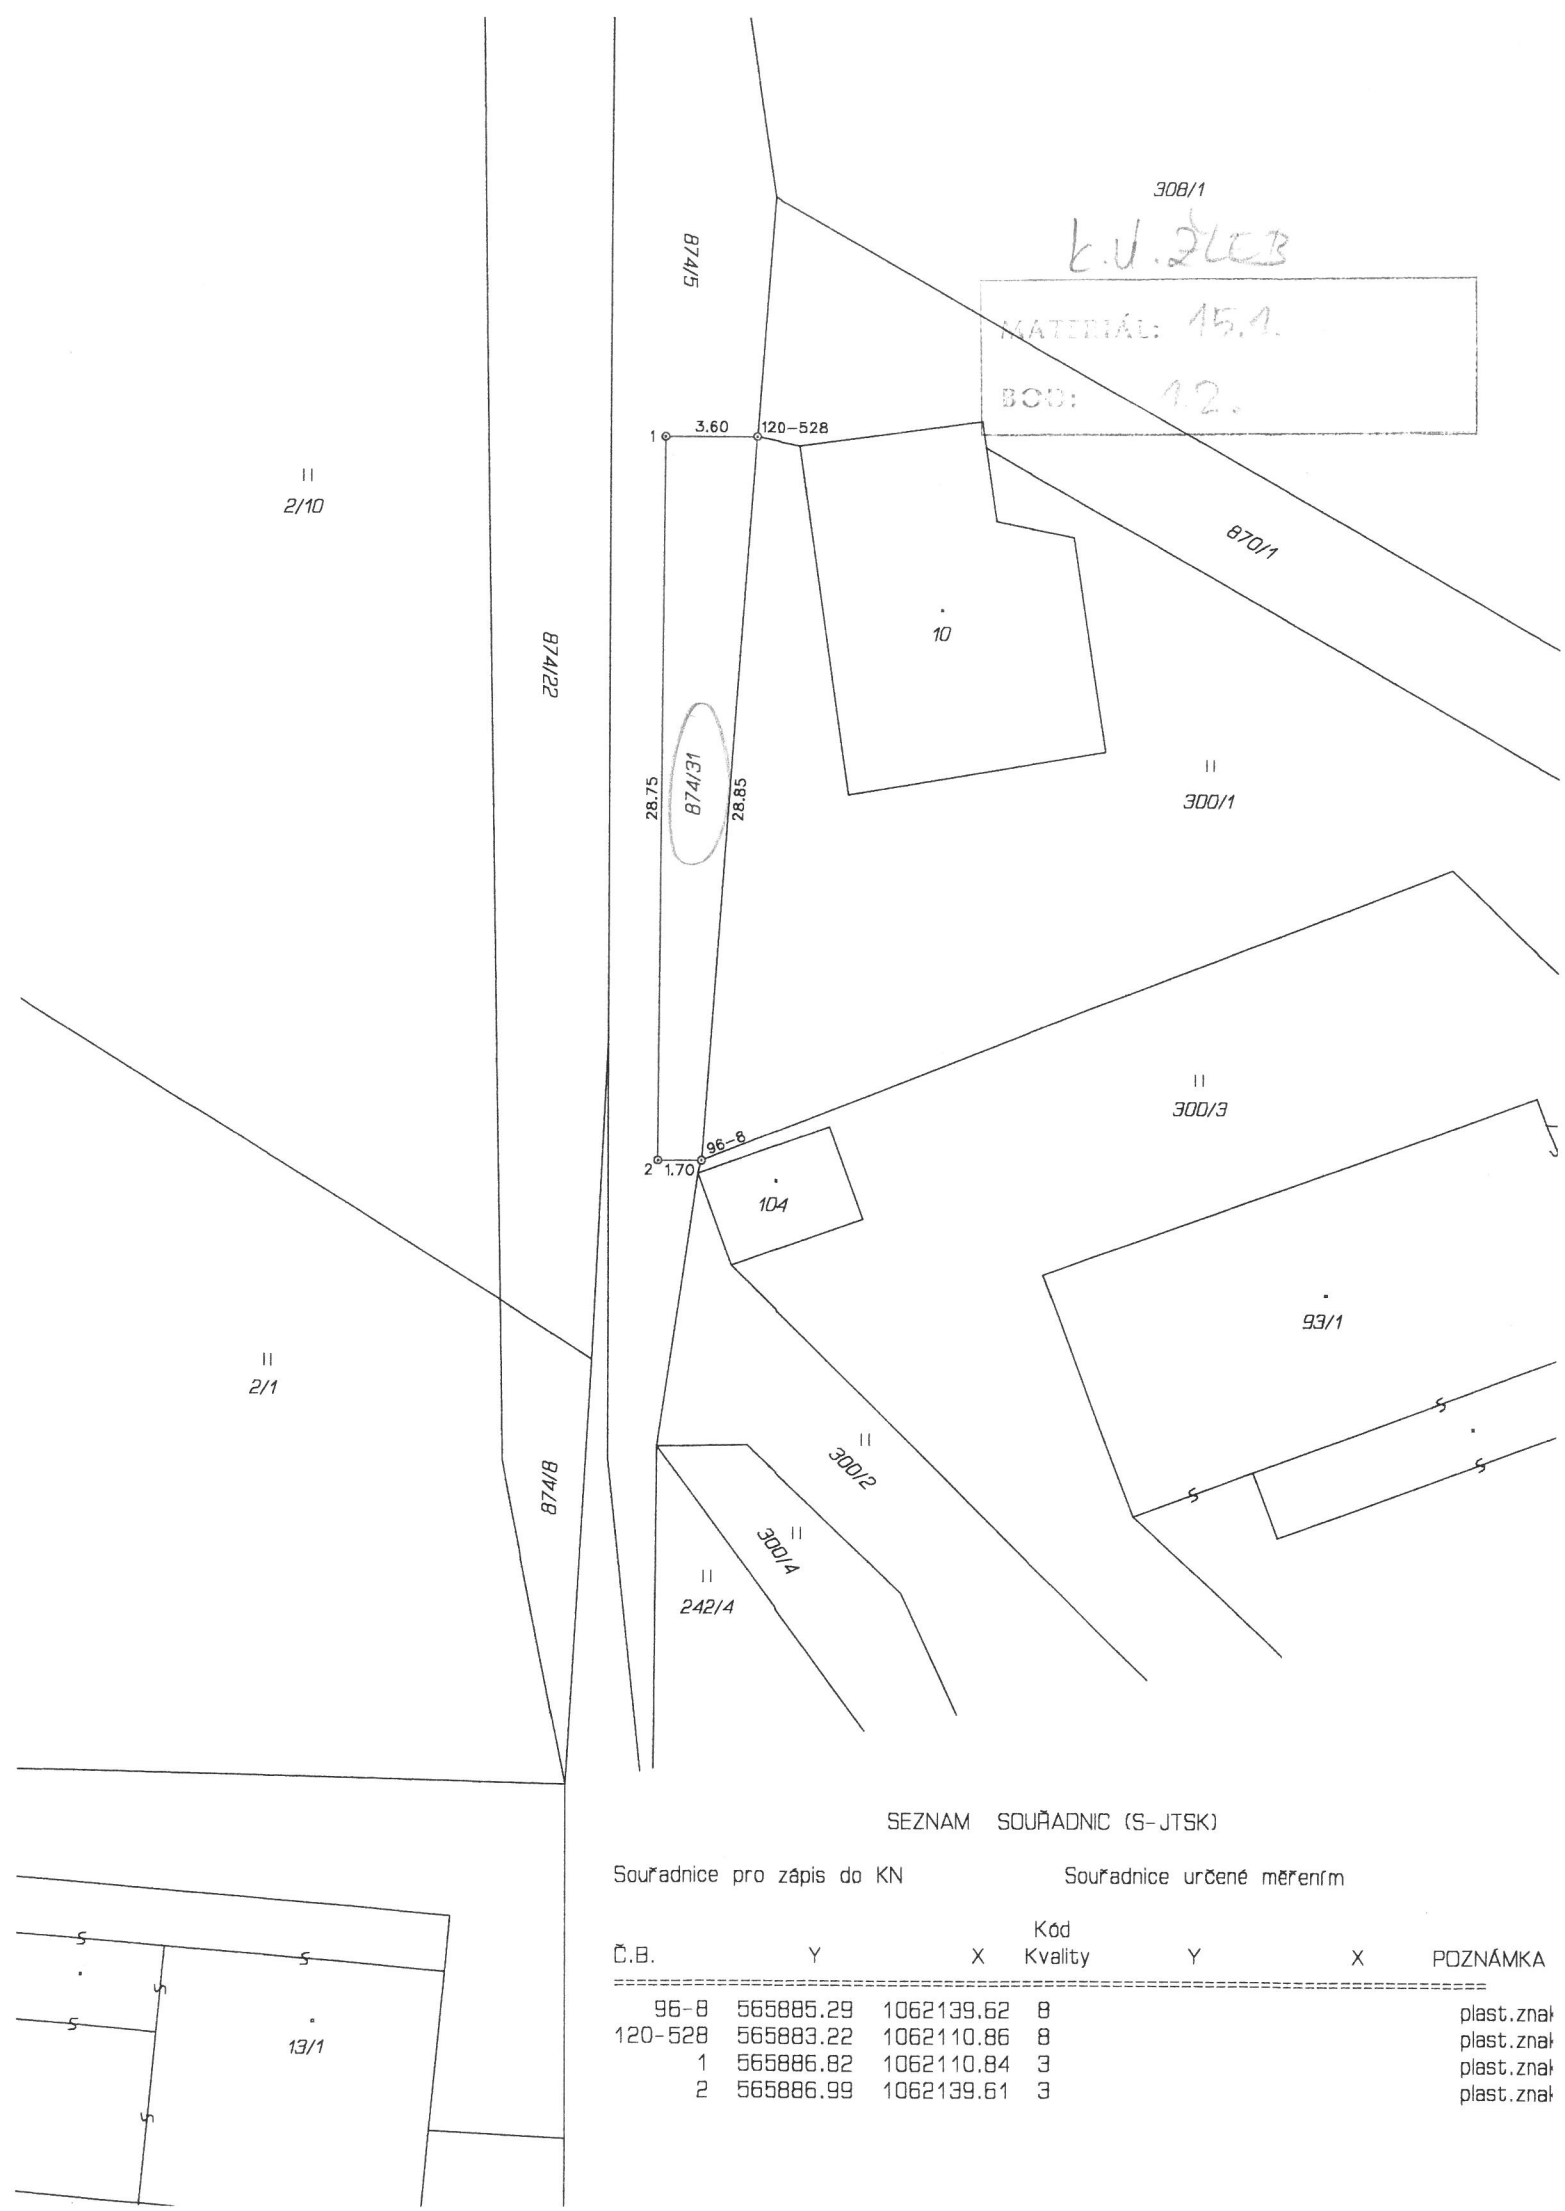 308/1
k.ú. ŽLEB
MATERIÁL: 15.1.
BOD: 12.
874/5
1
3.60
120-528
II
2/10
870/1
10
874/22
874/31
28.75
28.85
II
300/1
II
300/3
96-8
2
1.70
104
93/1
II
2/1
II
300/2
874/8
II
300/4
II
242/4
SEZNAM SOUŘADNIC (S-JTSK)
Souřadnice pro zápis do KN Souřadnice určené měřením
Kód
Č.B. Y X Kvality Y X POZNÁMKA
96-8 565885.29 1062139.62 8 plast.znak
120-528 565883.22 1062110.86 8 plast.znak
1 565886.82 1062110.84 3 plast.znak
2 565886.99 1062139.61 3 plast.znak
13/1